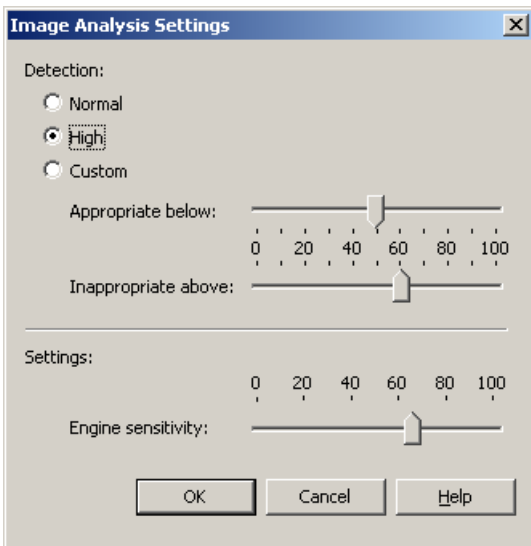 Image Analysis Settings
Detection:
Normal
High
Custom
Appropriate below:
0 20 40 60 80 100
Inappropriate above:
Settings:
0 20 40 60 80 100
Engine sensitivity:
OK Cancel Help